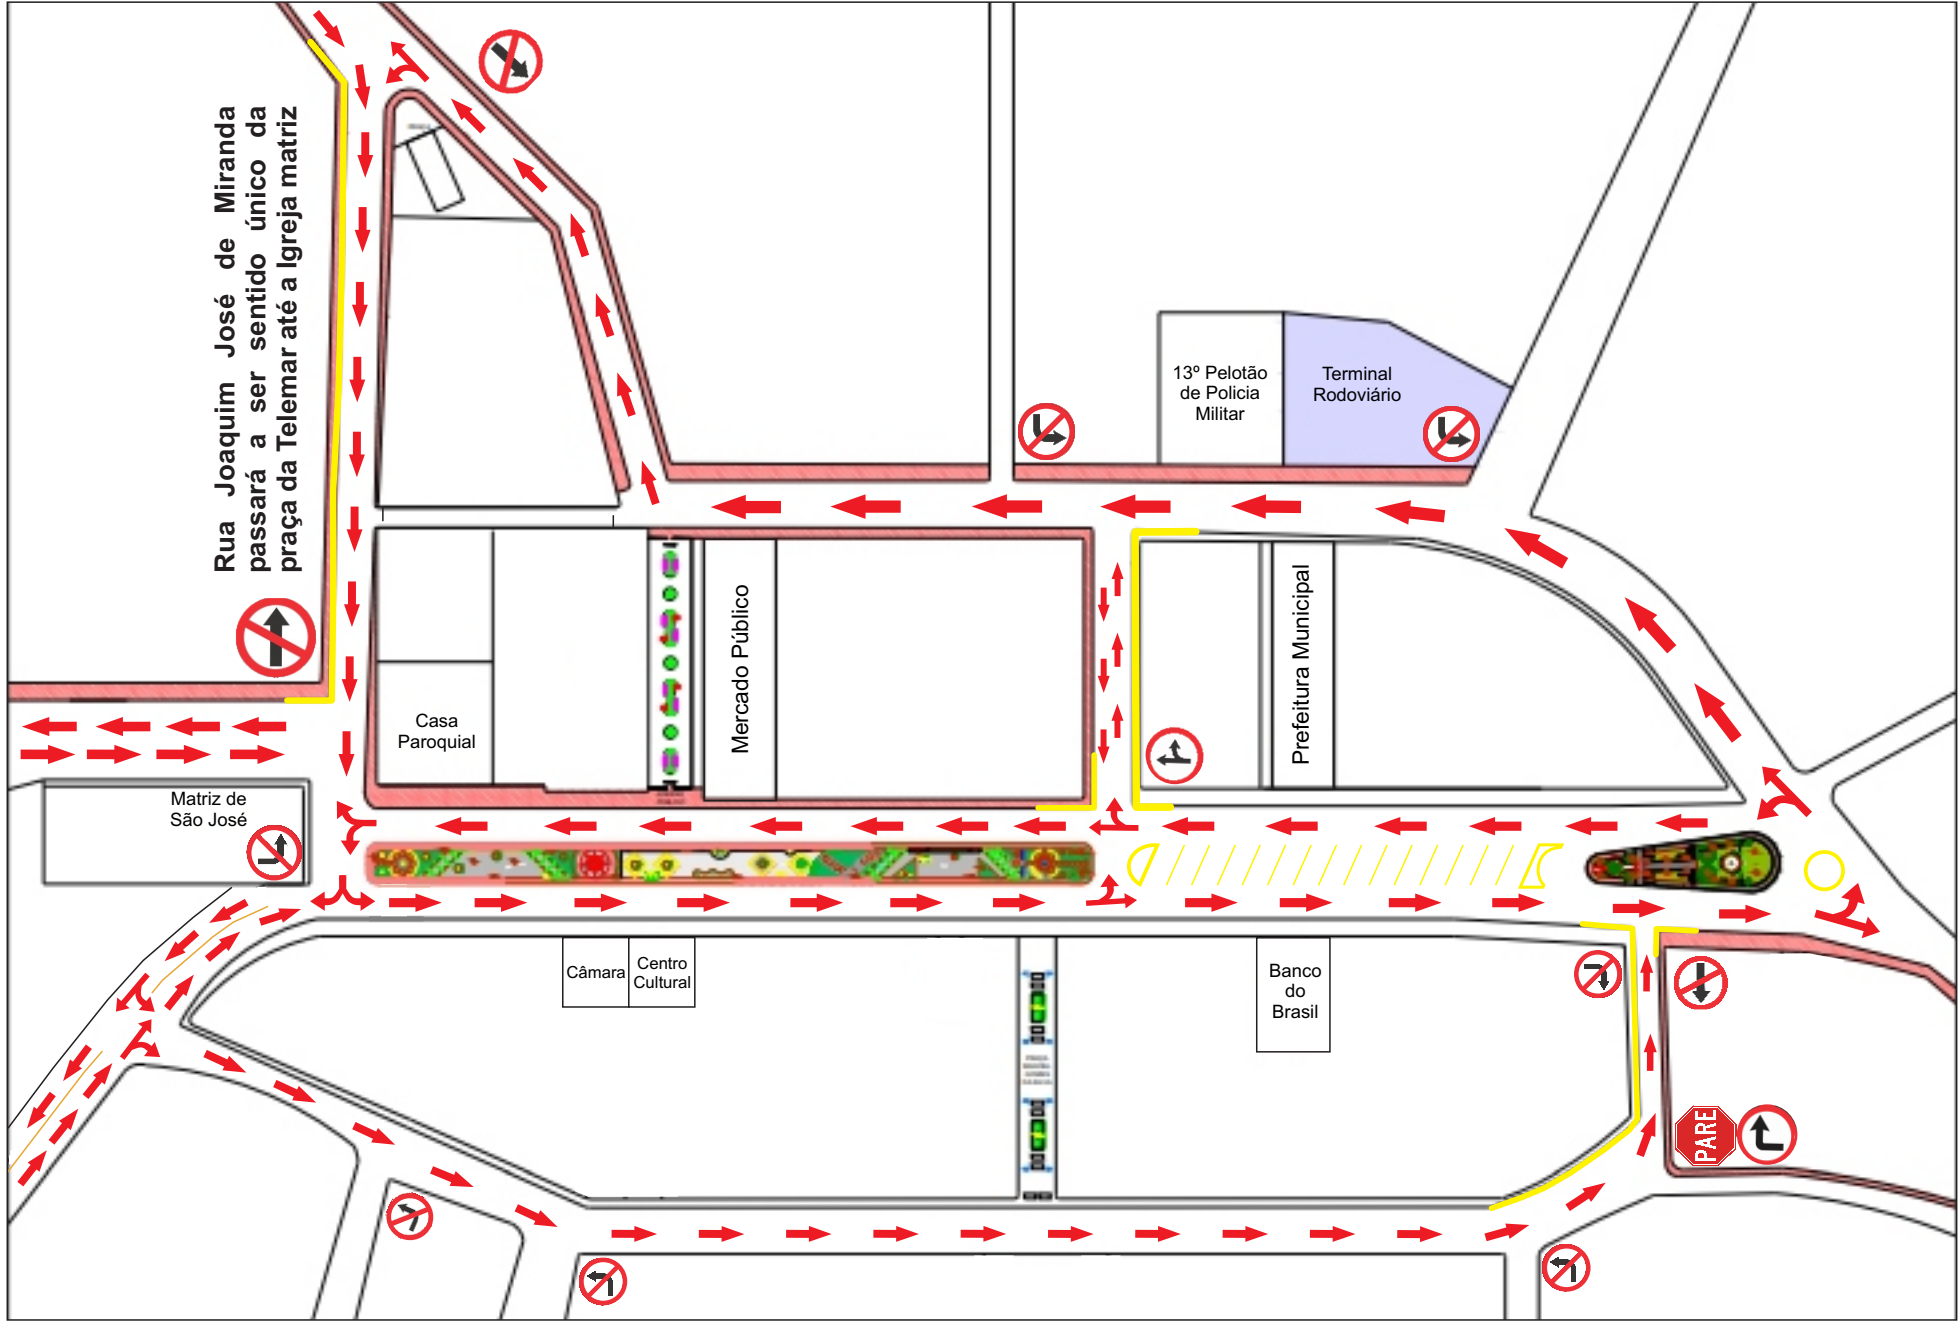 Rua Joaquim José de Miranda
passará a ser sentido único da
praça da Telemar até a Igreja matriz
13º Pelotão
de Policia
Militar
Terminal
Rodoviário
Mercado Público
Prefeitura Municipal
Casa
Paroquial
Matriz de
São José
Câmara
Centro
Cultural
Banco
do
Brasil
PARE